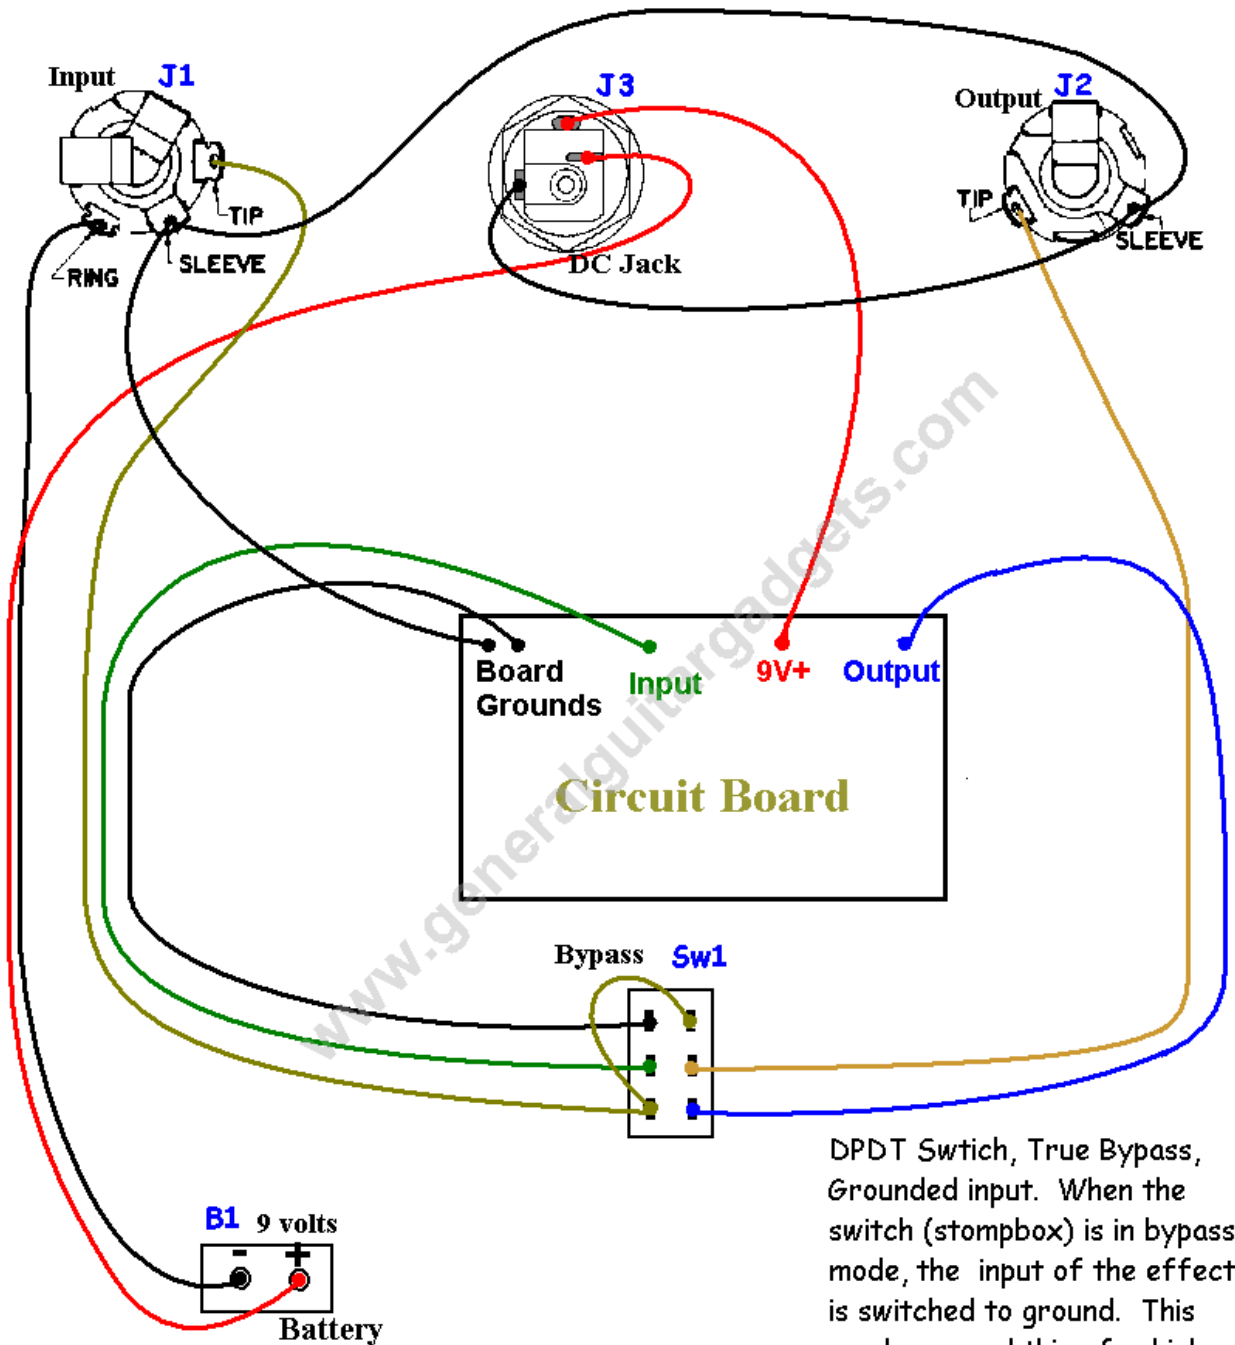 Input J1
J3
Output J2
TIP
TIP
SLEEVE
RING
SLEEVE
DC Jack
Board
Grounds
Input
9V+
Output
Circuit Board
www.generalguitargadgets.com
Bypass Sw1
DPDT Swtich, True Bypass,
Grounded input. When the
switch (stompbox) is in bypass
mode, the input of the effect
is switched to ground. This
B1 9 volts
- +
Battery